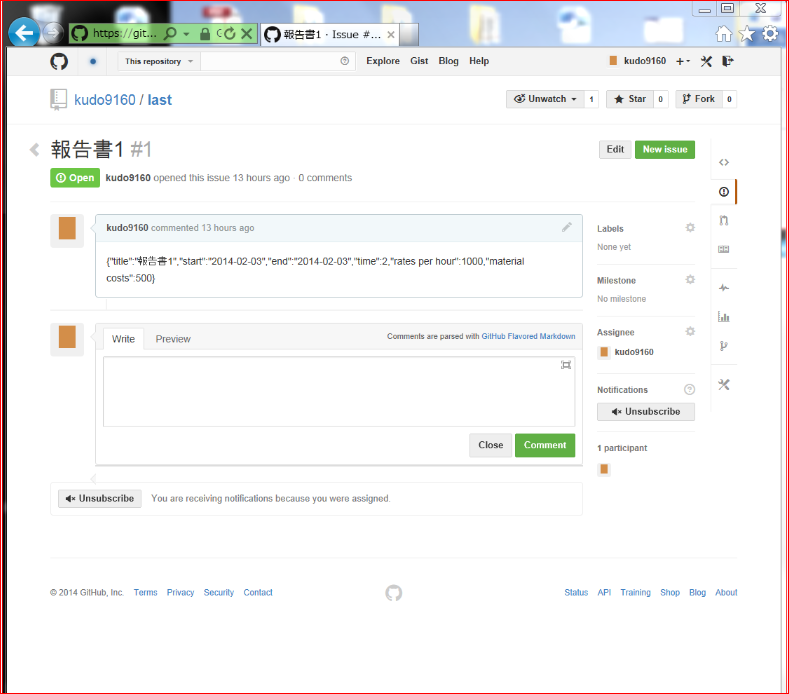 https://git...
報告書1 · Issue #...
This repository
Explore Gist Blog Help
kudo9160
kudo9160 / last
Unwatch 1
Star 0
Fork 0
報告書1 #1
Edit
New issue
Open
kudo9160 opened this issue 13 hours ago · 0 comments
kudo9160 commented 13 hours ago
{"title":"報告書1","start":"2014-02-03","end":"2014-02-03","time":2,"rates per hour":1000,"material
costs":500}
Labels
None yet
Milestone
No milestone
Assignee
kudo9160
Notifications
Unsubscribe
1 participant
Write Preview
Comments are parsed with GitHub Flavored Markdown
Close
Comment
Unsubscribe
You are receiving notifications because you were assigned.
© 2014 GitHub, Inc. Terms Privacy Security Contact
Status API Training Shop Blog About